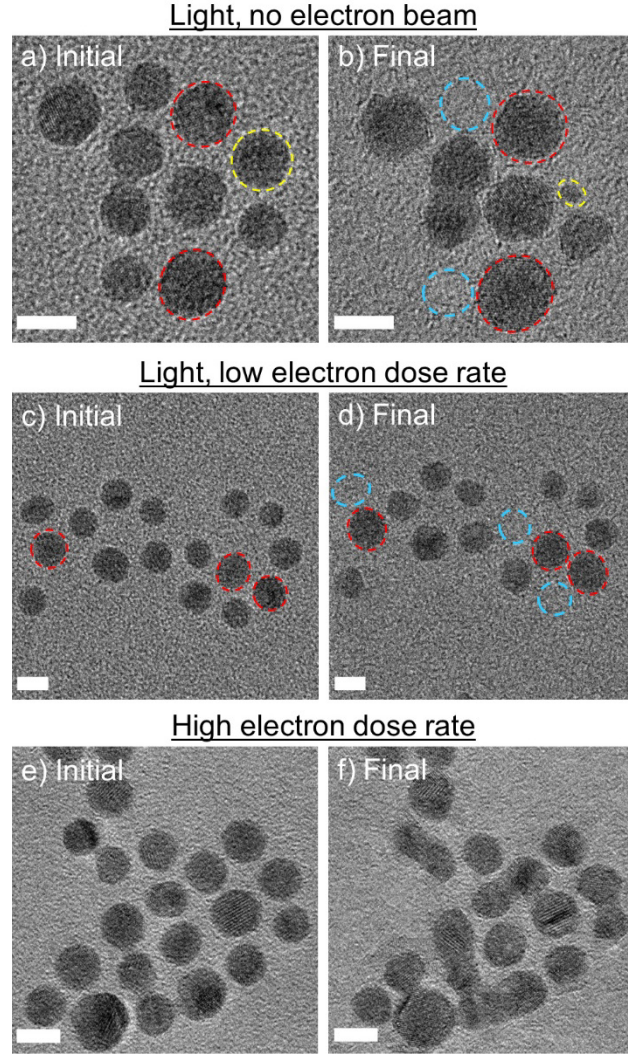 Light, no electron beam
a) Initial
b) Final
Light, low electron dose rate
c) Initial
d) Final
High electron dose rate
e) Initial
f) Final